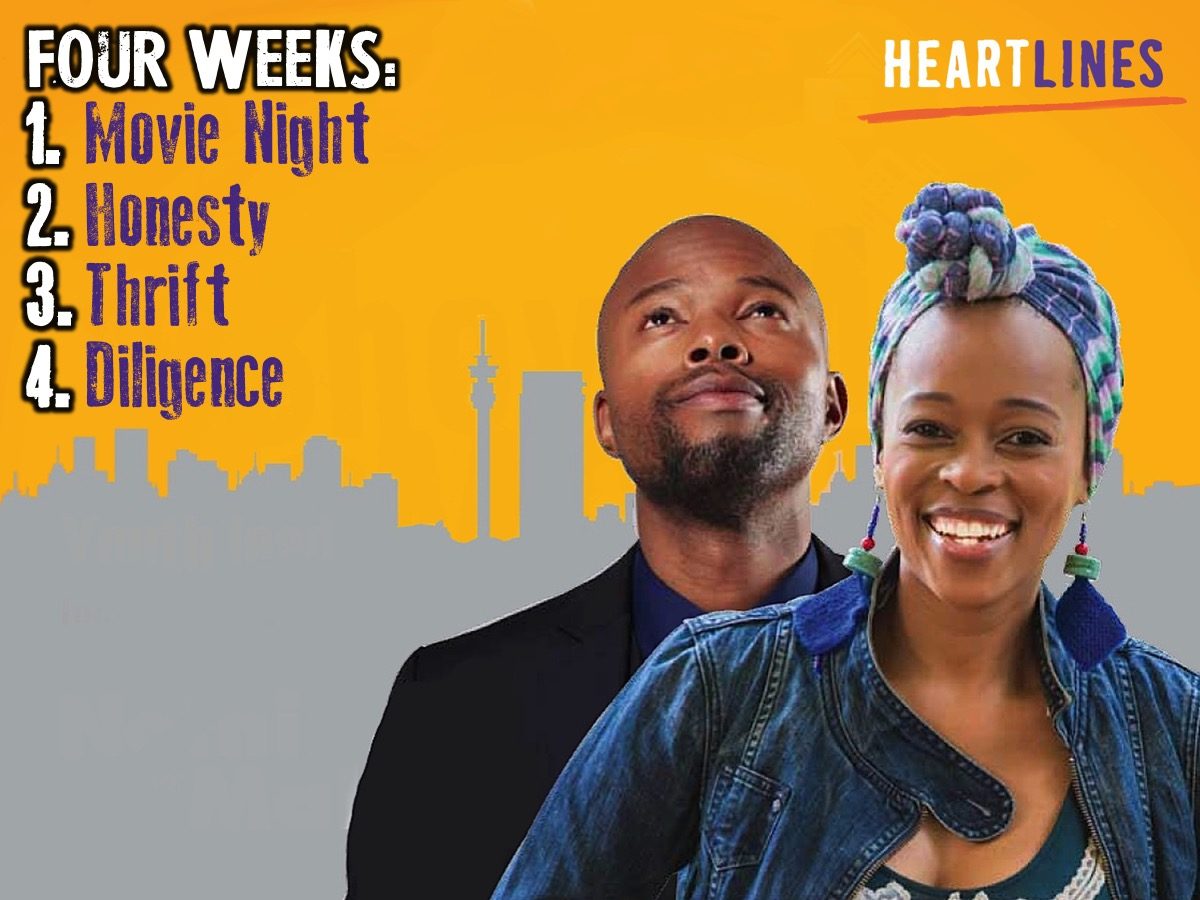 FOUR WEEKS:
1. Movie Night
2. Honesty
3. Thrift
4. Diligence
HEARTLINES